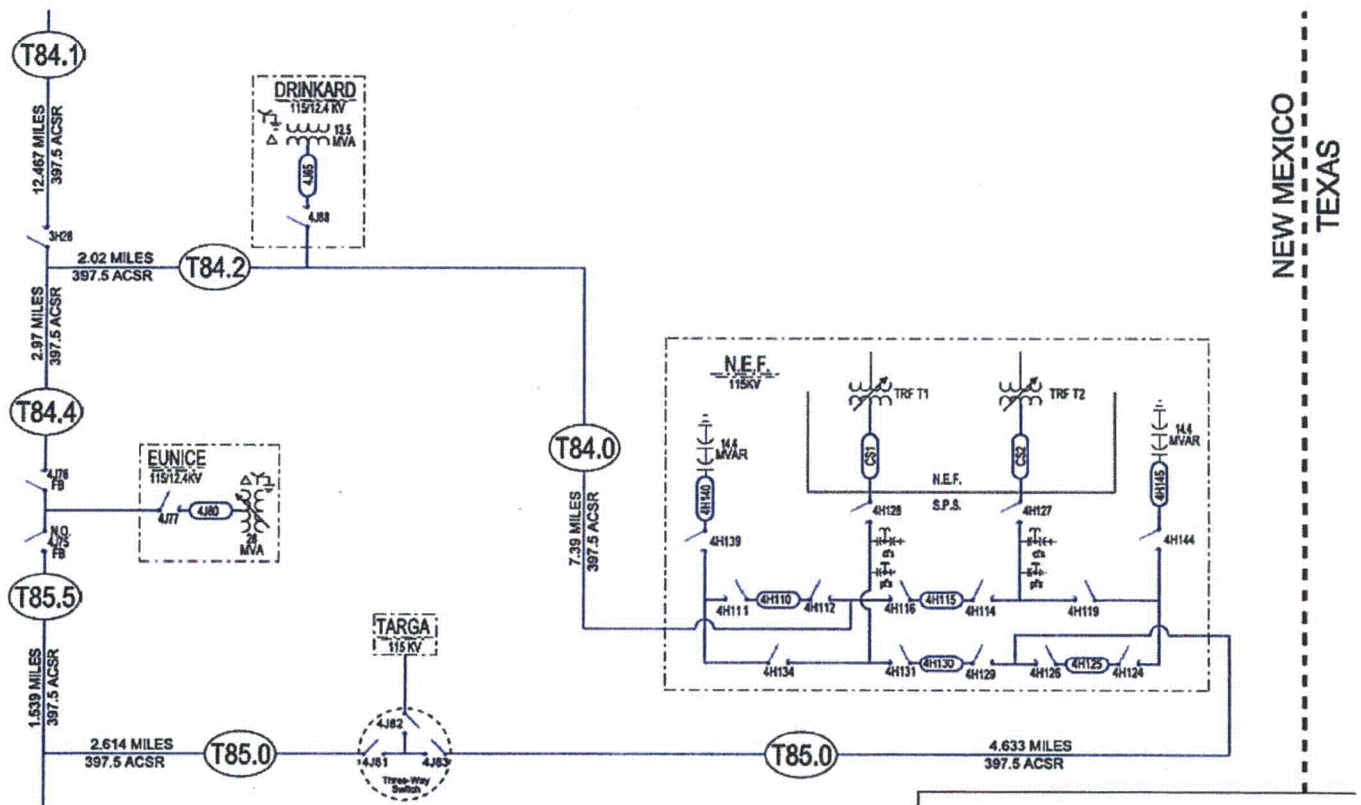 T84.1
12.467 MILES
397.5 ACSR
3H26
2.02 MILES
397.5 ACSR
T84.2
DRINKARD
115/12.4 KV
12.5
MVA
4J65
4J68
2.97 MILES
397.5 ACSR
T84.4
4J76
FB
EUNICE
115/12.4KV
4J77
4J80
28
MVA
N.O.
4J75
FB
T85.5
1.539 MILES
397.5 ACSR
T84.0
7.39 MILES
397.5 ACSR
NEW MEXICO
TEXAS
N.E.F.
115KV
TRF T1
TRF T2
14.4
MVAR
14.4
MVAR
4H140
CS1
CS2
4H145
N.E.F.
S.P.S.
4H139
4H128
4H127
4H144
4H111
4H110
4H112
4H116
4H115
4H114
4H119
4H134
4H131
4H130
4H129
4H126
4H125
4H124
TARGA
115 KV
4J82
4J81
4J83
Three-Way
Switch
2.614 MILES
397.5 ACSR
T85.0
T85.0
4.633 MILES
397.5 ACSR